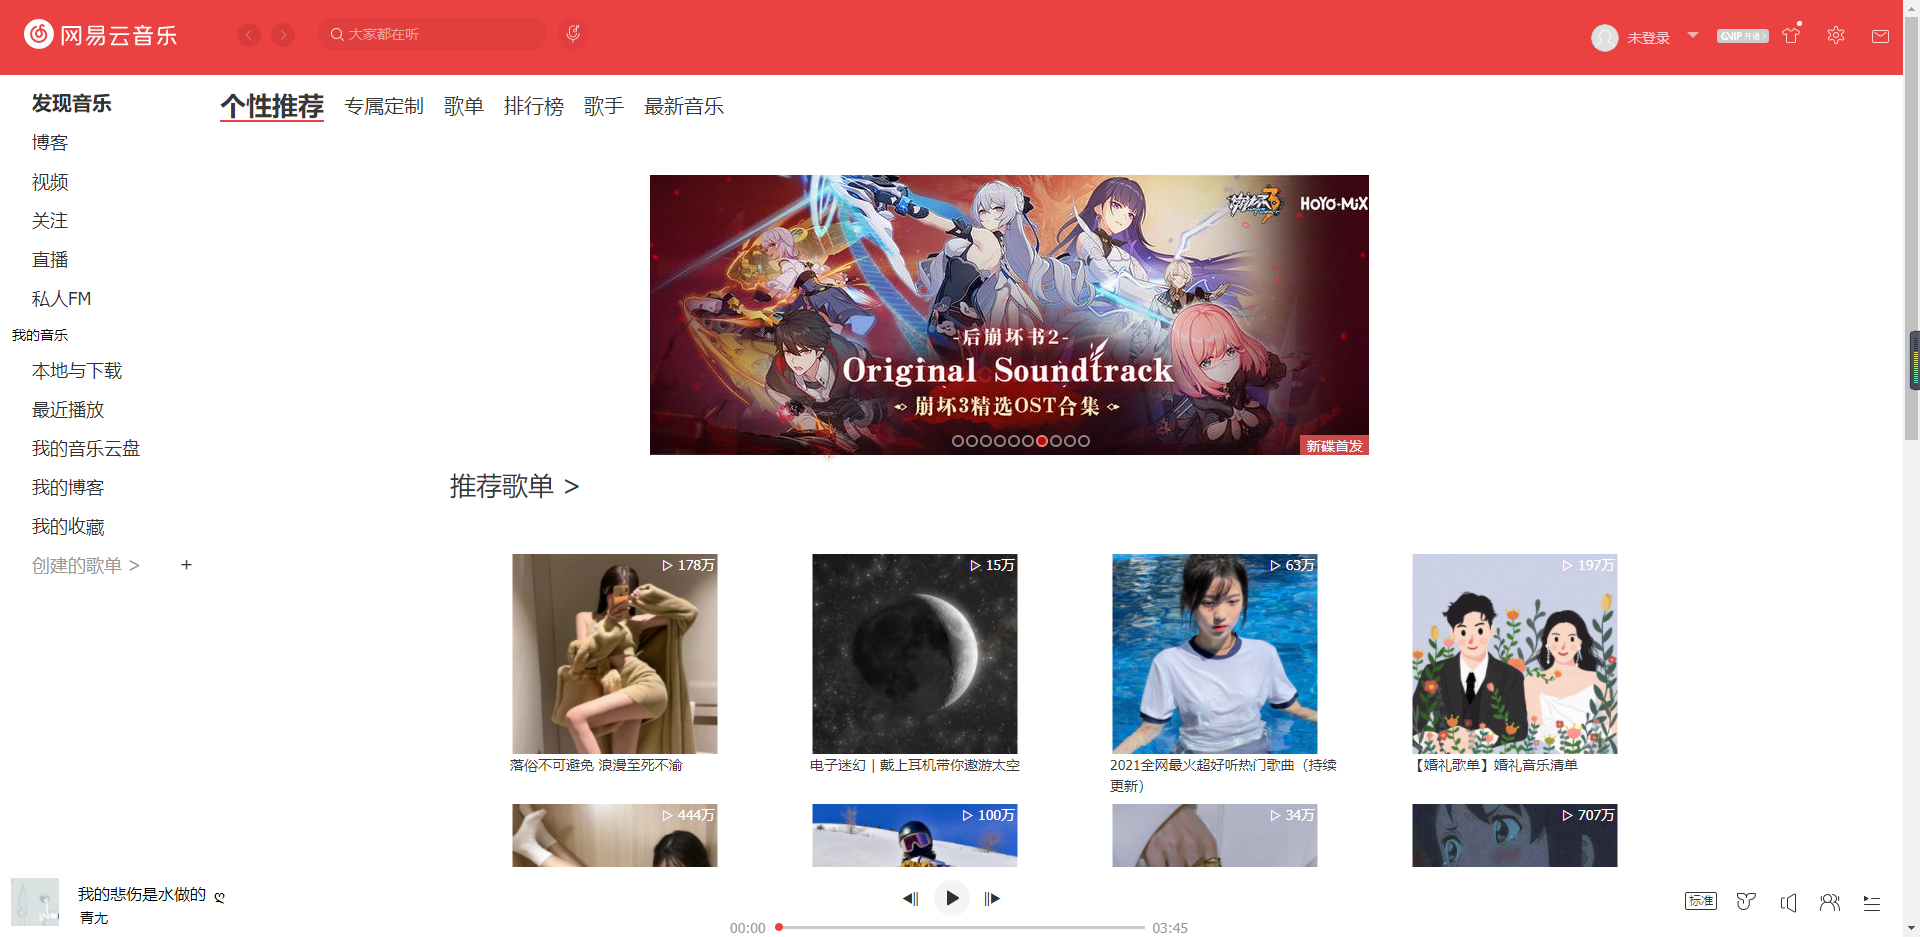 网易云音乐
大家都在听
未登录
VIP开通>
发现音乐
博客
视频
关注
直播
私人FM
我的音乐
本地与下载
最近播放
我的音乐云盘
我的博客
我的收藏
创建的歌单 > +
个性推荐 专属定制 歌单 排行榜 歌手 最新音乐
崩坏3 HOYO-MiX
-后崩坏书2-
Original Soundtrack
崩坏3精选OST合集
新碟首发
推荐歌单 >
178万
15万
63万
197万
落俗不可避免 浪漫至死不渝
电子迷幻 | 戴上耳机带你遨游太空
2021全网最火超好听热门歌曲（持续
更新）
【婚礼歌单】婚礼音乐清单
444万
100万
34万
707万
我的悲伤是水做的 ღ
青尢
00:00
03:45
标准